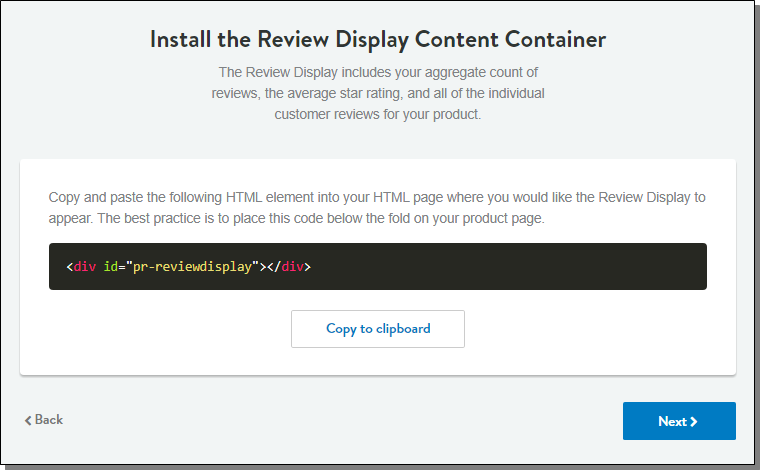 Install the Review Display Content Container
The Review Display includes your aggregate count of
reviews, the average star rating, and all of the individual
customer reviews for your product.
Copy and paste the following HTML element into your HTML page where you would like the Review Display to
appear. The best practice is to place this code below the fold on your product page.
<div id="pr-reviewdisplay"></div>
Copy to clipboard
Back
Next